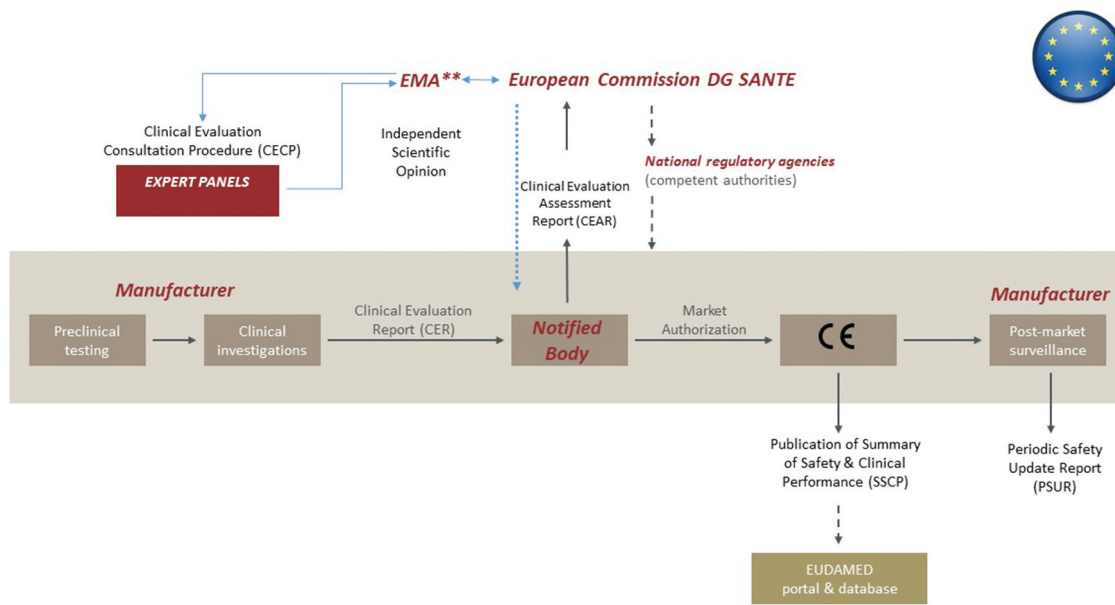 EMA**
European Commission DG SANTE
Clinical Evaluation
Consultation Procedure (CECP)
EXPERT PANELS
Independent
Scientific
Opinion
Clinical Evaluation
Assessment
Report (CEAR)
National regulatory agencies
(competent authorities)
Manufacturer
Preclinical
testing
Clinical
investigations
Clinical Evaluation
Report (CER)
Notified
Body
Market
Authorization
CE
Manufacturer
Post-market
surveillance
Publication of Summary
of Safety & Clinical
Performance (SSCP)
Periodic Safety
Update Report
(PSUR)
EUDAMED
portal & database